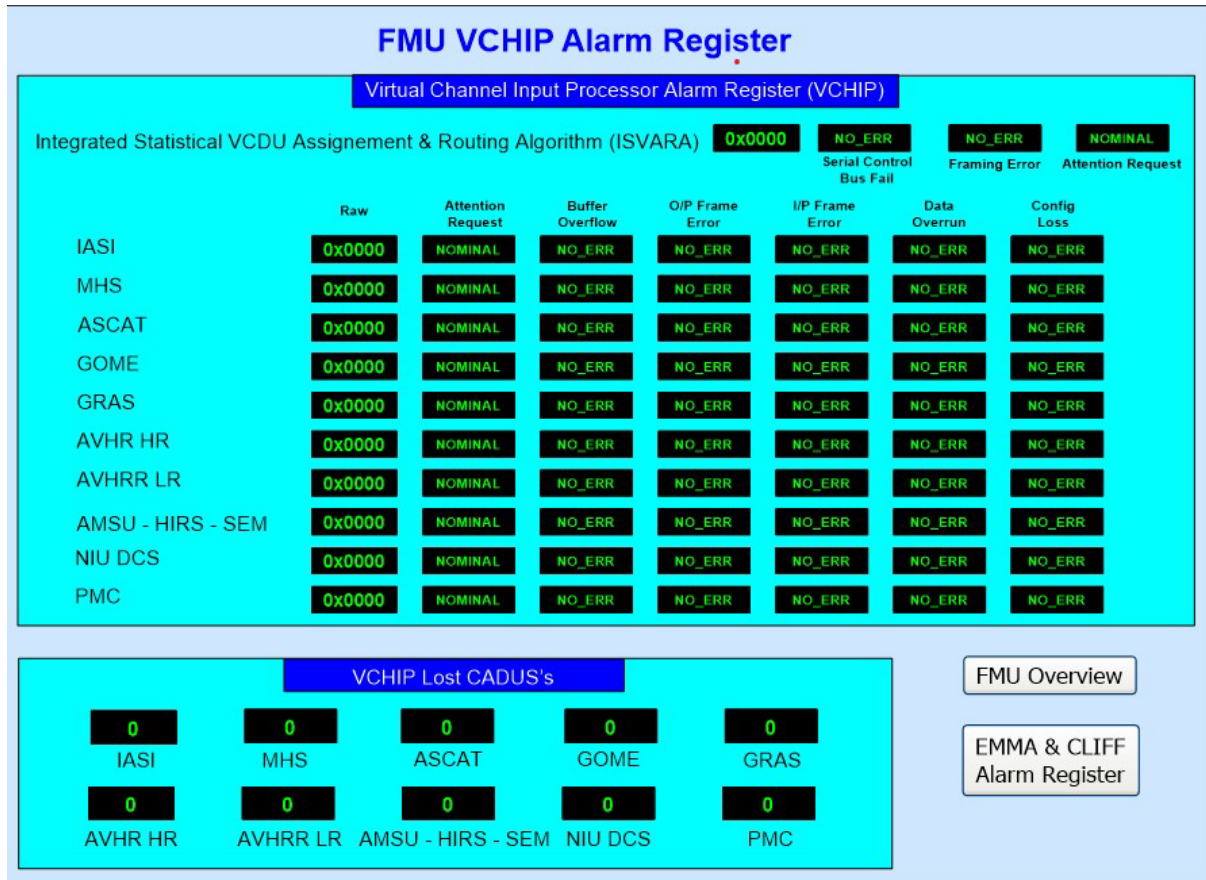 FMU VCHIP Alarm Register
Virtual Channel Input Processor Alarm Register (VCHIP)
Integrated Statistical VCDU Assignement & Routing Algorithm (ISVARA) 0x0000 NO_ERR NO_ERR NOMINAL
Serial Control Bus Fail Framing Error Attention Request
Raw Attention Request Buffer Overflow O/P Frame Error I/P Frame Error Data Overrun Config Loss
IASI 0x0000 NOMINAL NO_ERR NO_ERR NO_ERR NO_ERR NO_ERR
MHS 0x0000 NOMINAL NO_ERR NO_ERR NO_ERR NO_ERR NO_ERR
ASCAT 0x0000 NOMINAL NO_ERR NO_ERR NO_ERR NO_ERR NO_ERR
GOME 0x0000 NOMINAL NO_ERR NO_ERR NO_ERR NO_ERR NO_ERR
GRAS 0x0000 NOMINAL NO_ERR NO_ERR NO_ERR NO_ERR NO_ERR
AVHR HR 0x0000 NOMINAL NO_ERR NO_ERR NO_ERR NO_ERR NO_ERR
AVHRR LR 0x0000 NOMINAL NO_ERR NO_ERR NO_ERR NO_ERR NO_ERR
AMSU - HIRS - SEM 0x0000 NOMINAL NO_ERR NO_ERR NO_ERR NO_ERR NO_ERR
NIU DCS 0x0000 NOMINAL NO_ERR NO_ERR NO_ERR NO_ERR NO_ERR
PMC 0x0000 NOMINAL NO_ERR NO_ERR NO_ERR NO_ERR NO_ERR
VCHIP Lost CADUS's
0 0 0 0 0
IASI MHS ASCAT GOME GRAS
0 0 0 0 0
AVHR HR AVHRR LR AMSU - HIRS - SEM NIU DCS PMC
FMU Overview
EMMA & CLIFF
Alarm Register